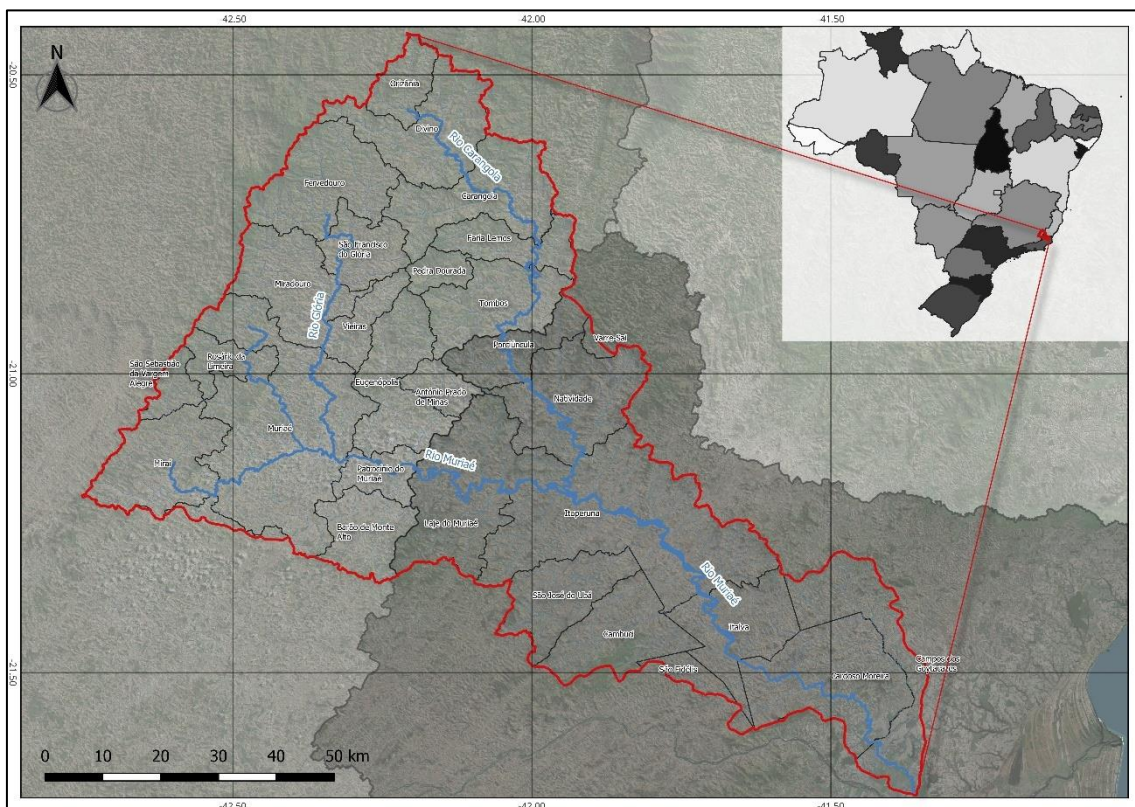 42.50
42.00
41.50
N
-20.50
Orizânia
Divino
Rio Carangola
Fervedouro
Carangola
São Francisco
do Glória
Faria Lemos
Pedra Dourada
Miradouro
Rio Glória
Tombos
Vieiras
Varre-Sai
Porciúncula
São Sebastião
da Vargem
Alegre
Rosário da
Limeira
-21.00
Eugenópolis
Antônio Prado
de Minas
Natividade
Muriaé
Rio Muriaé
Miraí
Patrocínio do
Muriaé
Itaperuna
Barão de Monte
Alto
Laje do Muriaé
São José de Ubá
Rio Muriaé
Cambuci
Italva
São Fidélis
Campos dos
Goytacazes
Cardoso Moreira
-21.50
0 10 20 30 40 50 km
-42.50
-42.00
-41.50